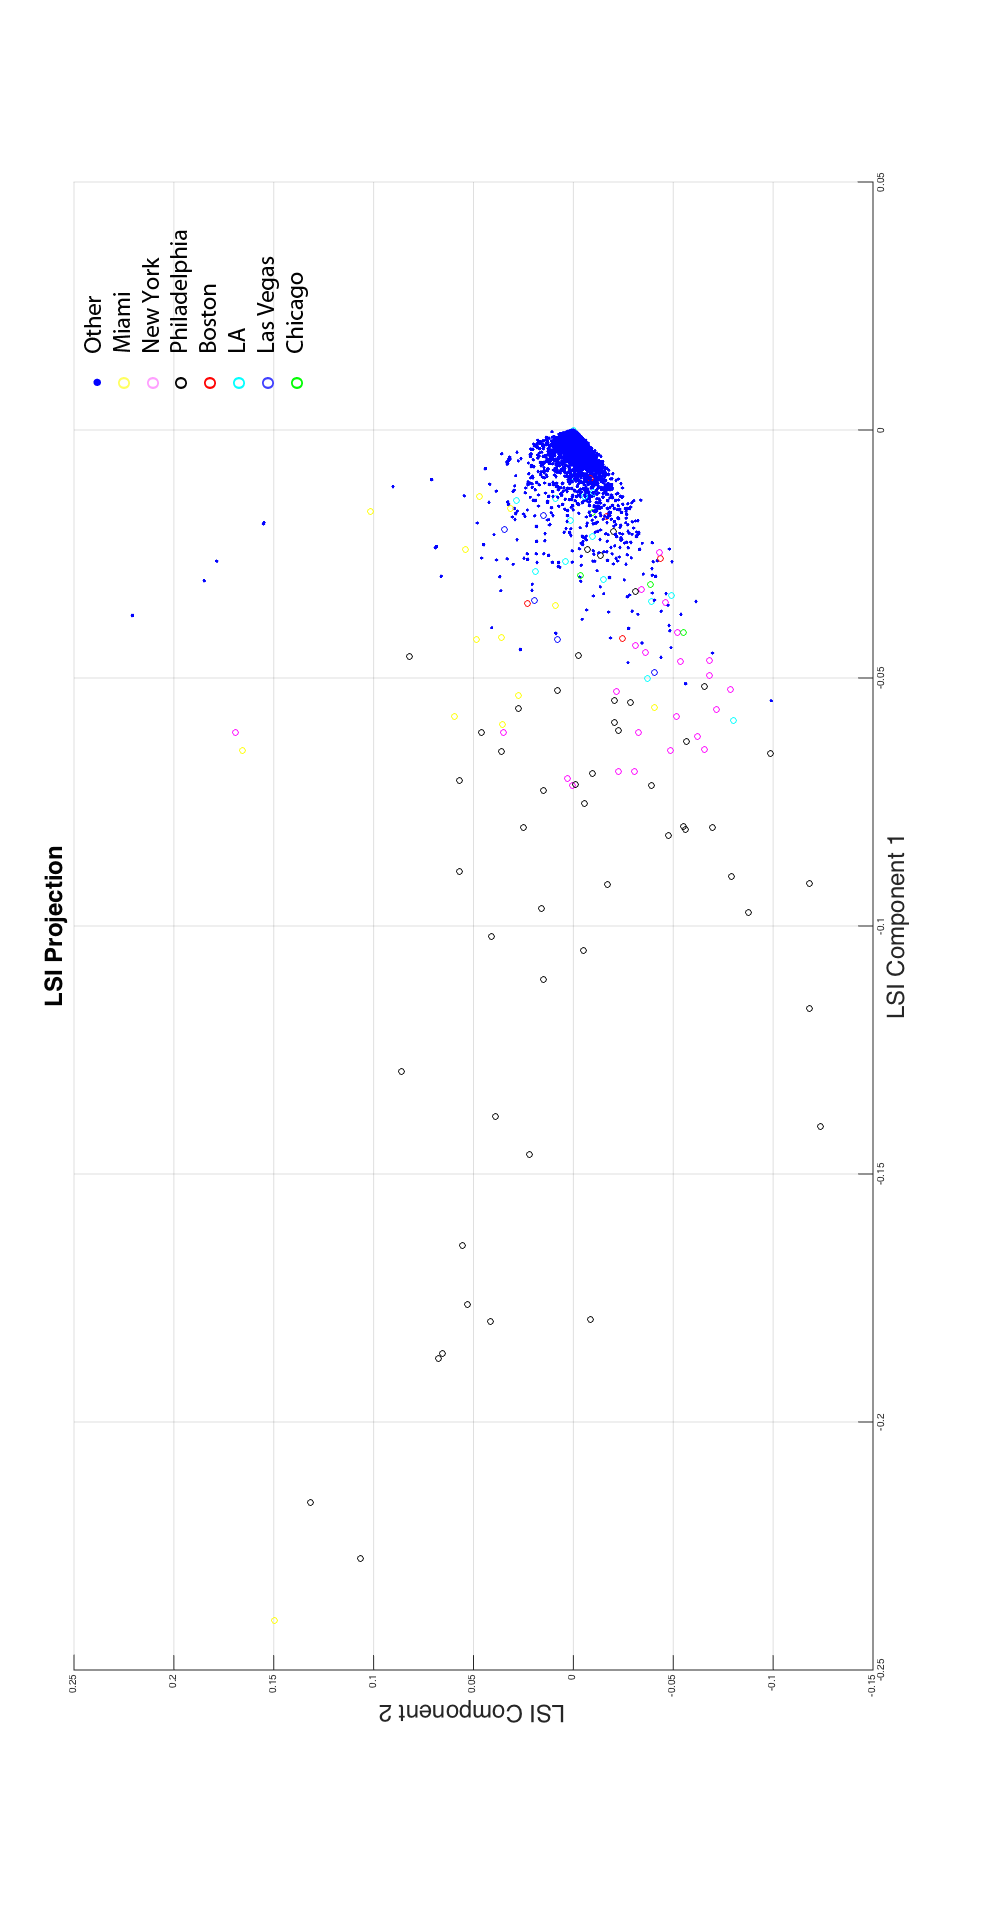 LSI Projection
Other
Miami
New York
Philadelphia
Boston
LA
Las Vegas
Chicago
0.25
0.2
0.15
0.1
0.05
0
-0.05
-0.1
-0.15
LSI Component 2
-0.25
-0.2
-0.15
-0.1
-0.05
0
0.05
LSI Component 1